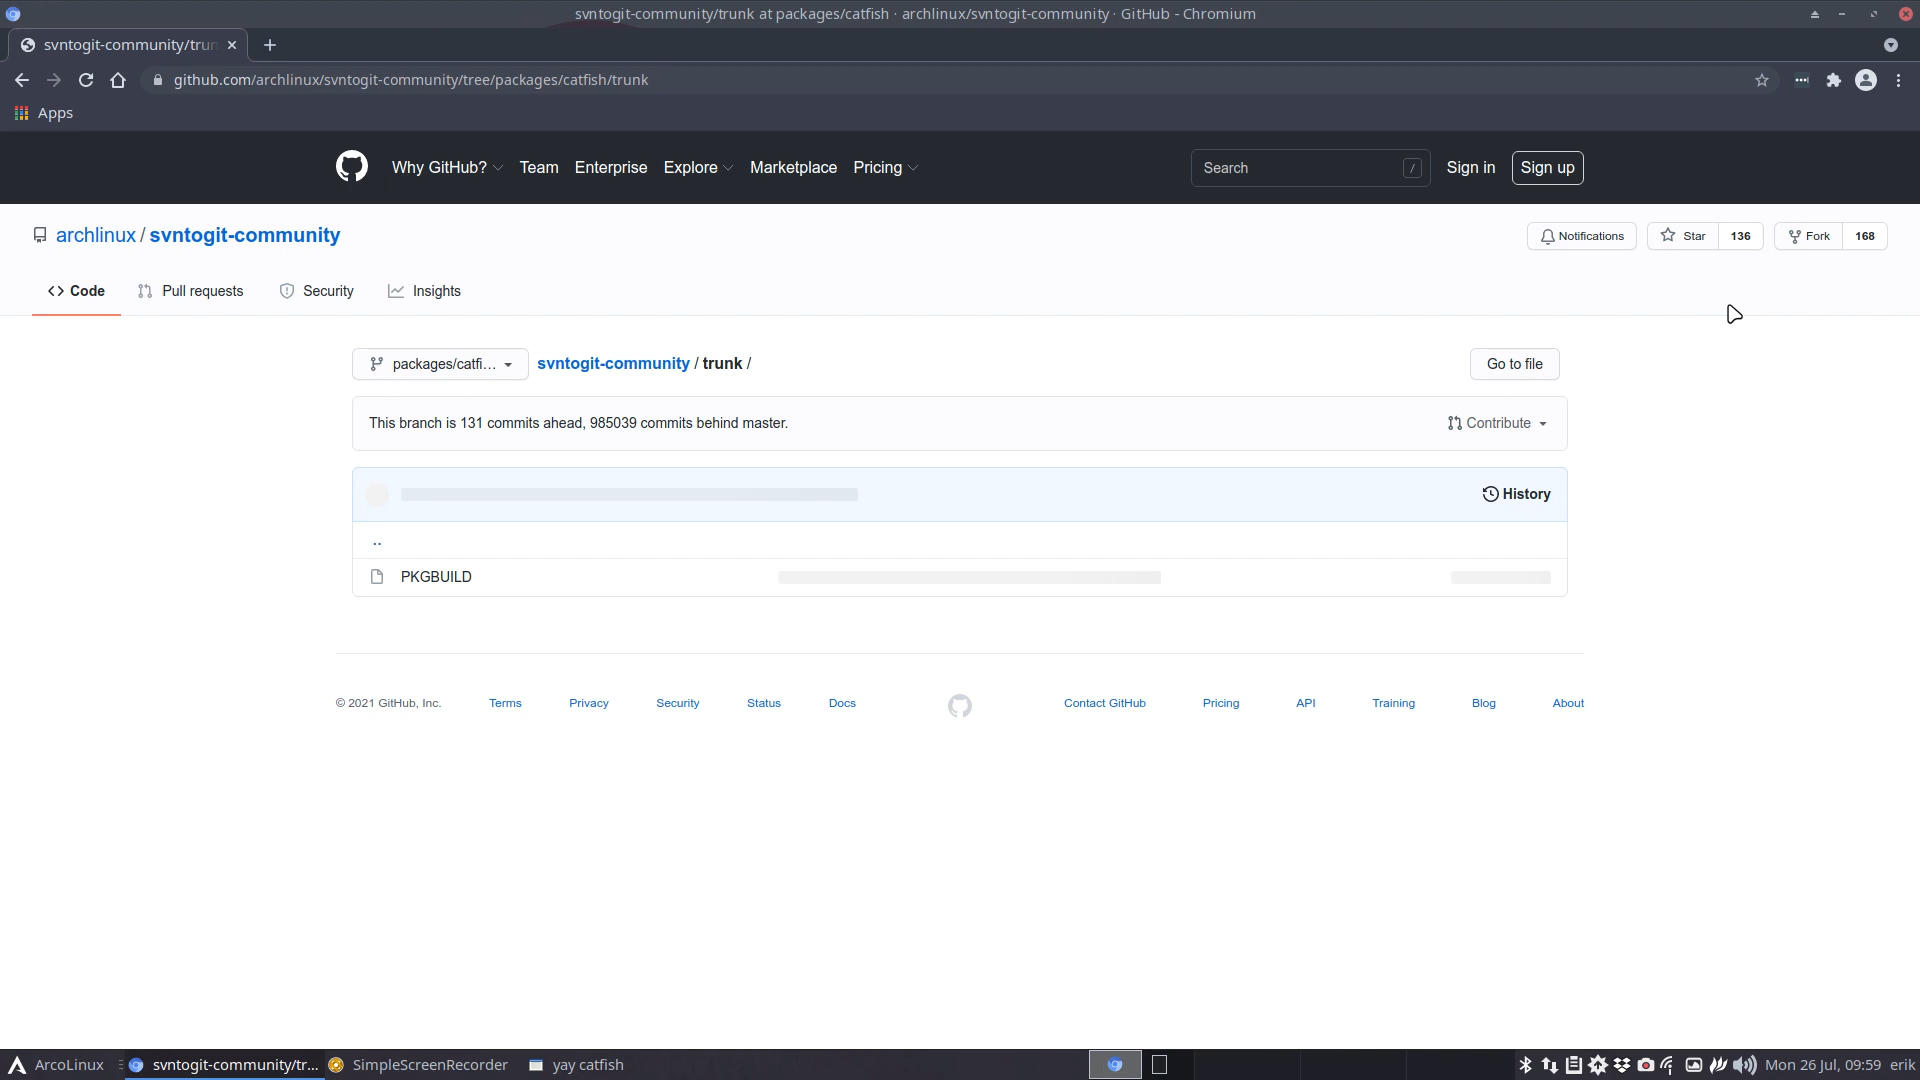 svntogit-community/trunk at packages/catfish · archlinux/svntogit-community · GitHub - Chromium
svntogit-community/trun
github.com/archlinux/svntogit-community/tree/packages/catfish/trunk
Apps
Why GitHub? Team Enterprise Explore Marketplace Pricing Search / Sign in Sign up
archlinux / svntogit-community Notifications Star 136 Fork 168
Code Pull requests Security Insights
packages/catfi... svntogit-community / trunk / Go to file
This branch is 131 commits ahead, 985039 commits behind master. Contribute
History
..
PKGBUILD
© 2021 GitHub, Inc. Terms Privacy Security Status Docs Contact GitHub Pricing API Training Blog About
ArcoLinux svntogit-community/tr... SimpleScreenRecorder yay catfish Mon 26 Jul, 09:59 erik